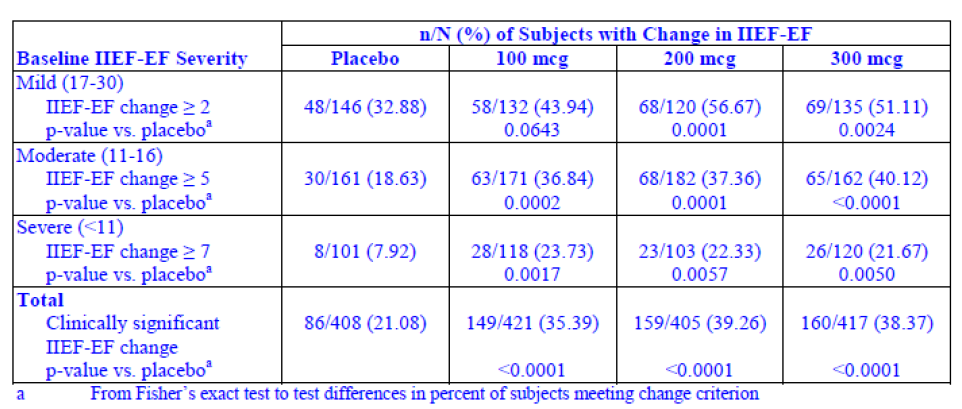 n/N (%) of Subjects with Change in IIEF-EF
Baseline IIEF-EF Severity Placebo 100 mcg 200 mcg 300 mcg
Mild (17-30)
IIEF-EF change ≥ 2 48/146 (32.88) 58/132 (43.94) 68/120 (56.67) 69/135 (51.11)
p-value vs. placebo^a 0.0643 0.0001 0.0024
Moderate (11-16)
IIEF-EF change ≥ 5 30/161 (18.63) 63/171 (36.84) 68/182 (37.36) 65/162 (40.12)
p-value vs. placebo^a 0.0002 0.0001 <0.0001
Severe (<11)
IIEF-EF change ≥ 7 8/101 (7.92) 28/118 (23.73) 23/103 (22.33) 26/120 (21.67)
p-value vs. placebo^a 0.0017 0.0057 0.0050
Total
Clinically significant 86/408 (21.08) 149/421 (35.39) 159/405 (39.26) 160/417 (38.37)
IIEF-EF change
p-value vs. placebo^a <0.0001 <0.0001 <0.0001
a From Fisher's exact test to test differences in percent of subjects meeting change criterion